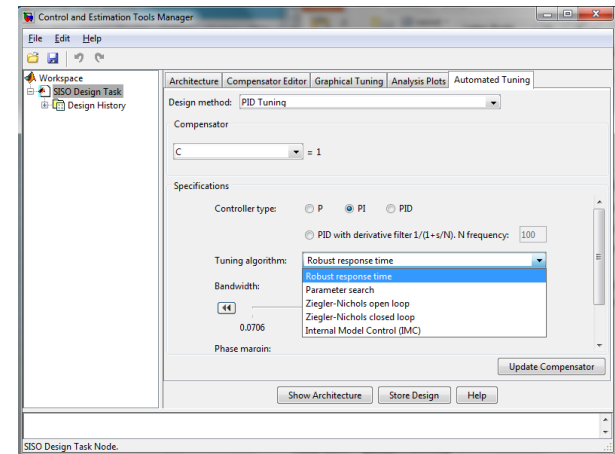 Control and Estimation Tools Manager
File Edit Help
Workspace
SISO Design Task
Design History
Architecture Compensator Editor Graphical Tuning Analysis Plots Automated Tuning
Design method: PID Tuning
Compensator
C = 1
Specifications
Controller type: P PI PID
PID with derivative filter 1/(1+s/N). N frequency: 100
Tuning algorithm: Robust response time
Robust response time
Parameter search
Bandwidth:
Ziegler-Nichols open loop
Ziegler-Nichols closed loop
0.0706
Internal Model Control (IMC)
Phase margin:
Update Compensator
Show Architecture Store Design Help
SISO Design Task Node.